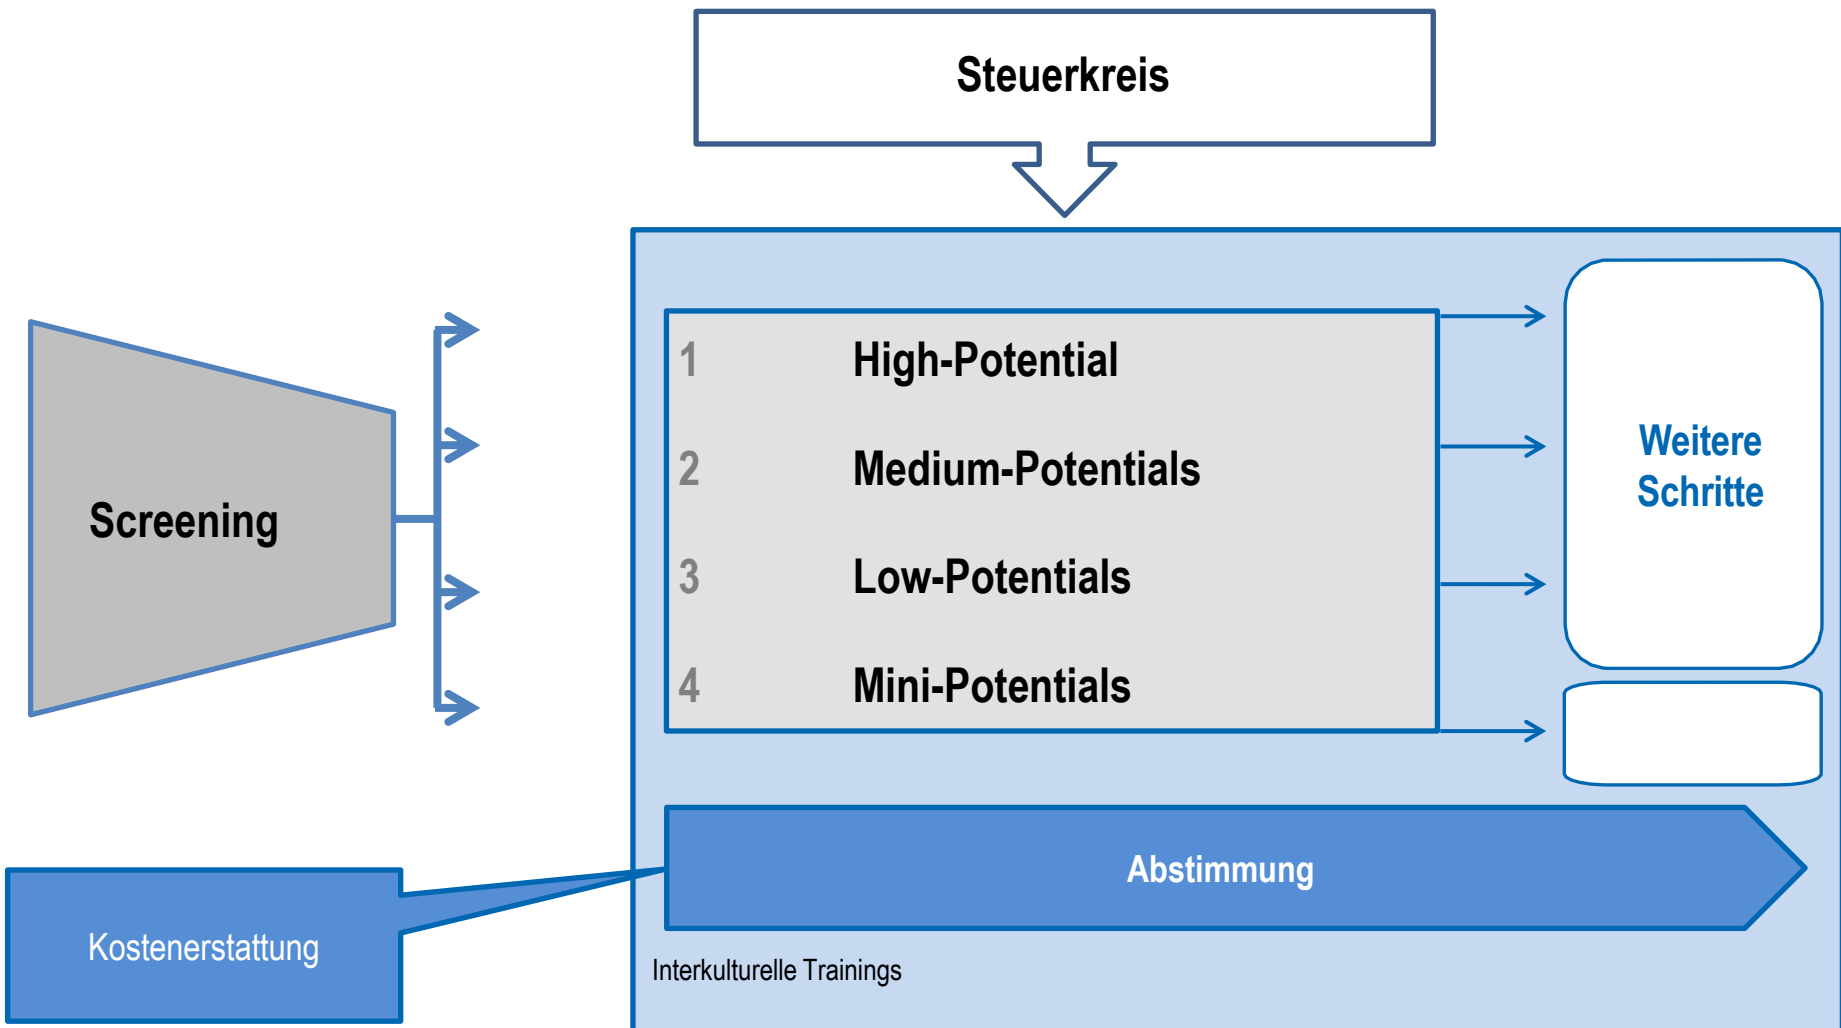 Steuerkreis
Screening
1 High-Potential
2 Medium-Potentials
3 Low-Potentials
4 Mini-Potentials
Weitere
Schritte
Abstimmung
Kostenerstattung
Interkulturelle Trainings